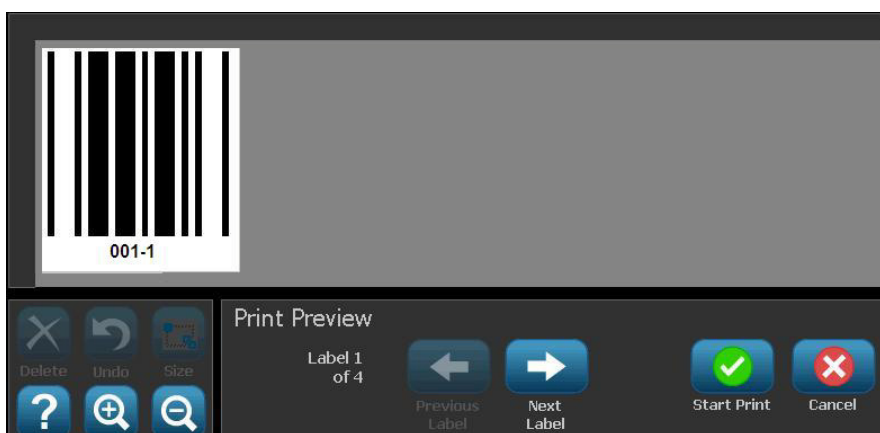 001-1
Print Preview
Label 1
of 4
Delete
Undo
Size
Previous
Label
Next
Label
Start Print
Cancel